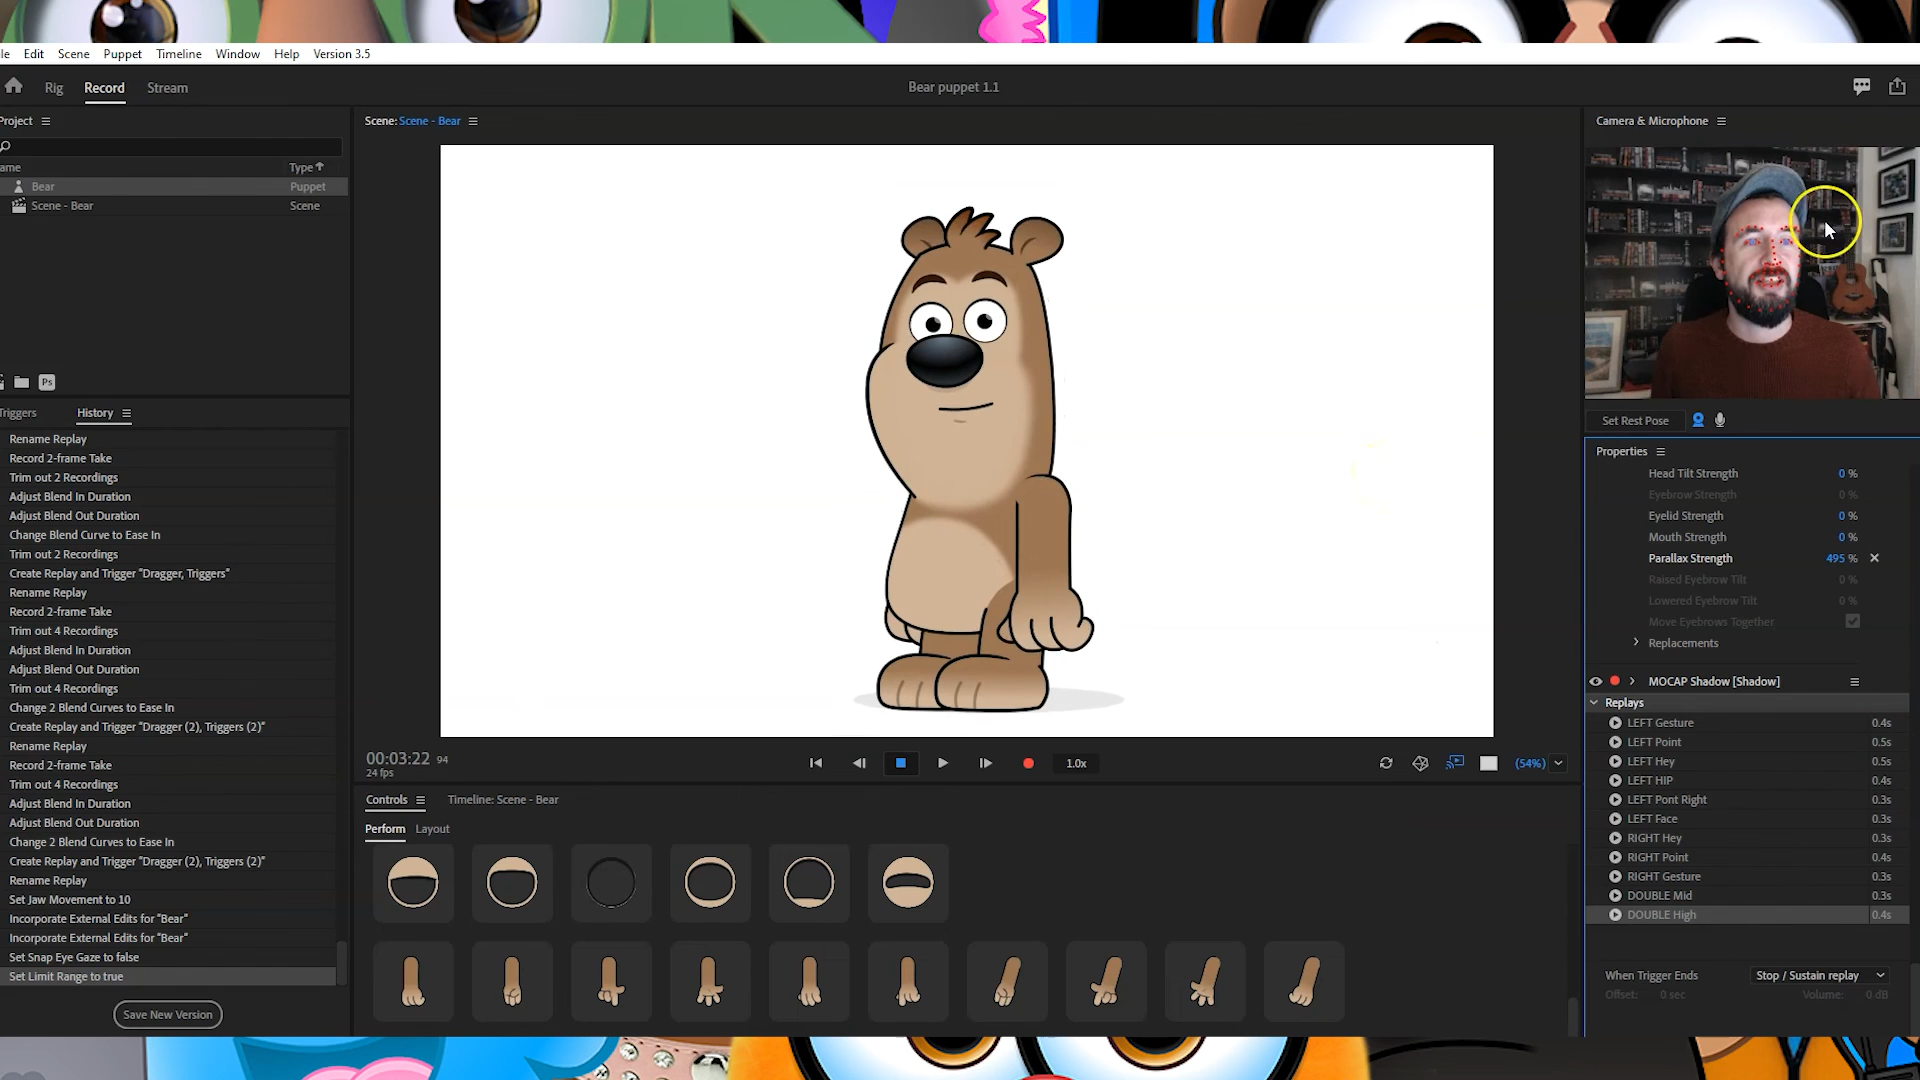 le Edit Scene Puppet Timeline Window Help Version 3.5
Rig Record Stream
Bear puppet 1.1
Project
ame Type
Bear Puppet
Scene - Bear Scene
Ps
Triggers History
Rename Replay
Record 2-frame Take
Trim out 2 Recordings
Adjust Blend In Duration
Adjust Blend Out Duration
Change Blend Curve to Ease In
Trim out 2 Recordings
Create Replay and Trigger "Dragger, Triggers"
Rename Replay
Record 2-frame Take
Trim out 4 Recordings
Adjust Blend In Duration
Adjust Blend Out Duration
Trim out 4 Recordings
Change 2 Blend Curves to Ease In
Create Replay and Trigger "Dragger (2), Triggers (2)"
Rename Replay
Record 2-frame Take
Trim out 4 Recordings
Adjust Blend In Duration
Adjust Blend Out Duration
Change 2 Blend Curves to Ease In
Create Replay and Trigger "Dragger (2), Triggers (2)"
Rename Replay
Set Jaw Movement to 10
Incorporate External Edits for "Bear"
Incorporate External Edits for "Bear"
Set Snap Eye Gaze to false
Set Limit Range to true
Save New Version
Scene: Scene - Bear
00:03:22 94
24 fps
1.0x
(54%)
Controls Timeline: Scene - Bear
Perform Layout
Camera & Microphone
Set Rest Pose
Properties
Head Tilt Strength 0 %
Eyebrow Strength 0 %
Eyelid Strength 0 %
Mouth Strength 0 %
Parallax Strength 495 %
Raised Eyebrow Tilt 0 %
Lowered Eyebrow Tilt 0 %
Move Eyebrows Together
Replacements
MOCAP Shadow [Shadow]
Replays
LEFT Gesture 0.4s
LEFT Point 0.5s
LEFT Hey 0.5s
LEFT HIP 0.4s
LEFT Pont Right 0.3s
LEFT Face 0.3s
RIGHT Hey 0.3s
RIGHT Point 0.4s
RIGHT Gesture 0.3s
DOUBLE Mid 0.3s
DOUBLE High 0.4s
When Trigger Ends Stop / Sustain replay
Offset: 0 sec Volume: 0 dB